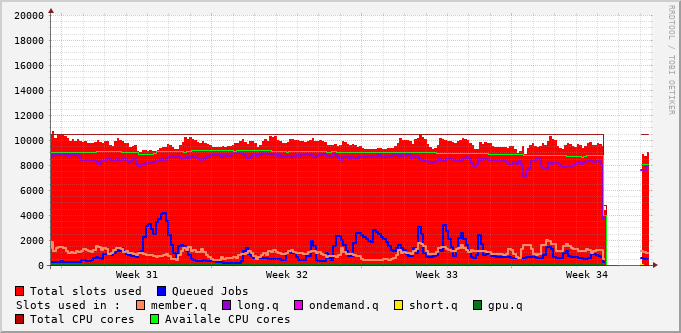 20000
18000
16000
14000
12000
10000
8000
6000
4000
2000
0
Week 31 Week 32 Week 33 Week 34
Total slots used Queued Jobs
Slots used in : member.q long.q ondemand.q short.q gpu.q
Total CPU cores Availale CPU cores
RRDTOOL / TOBI OETIKER